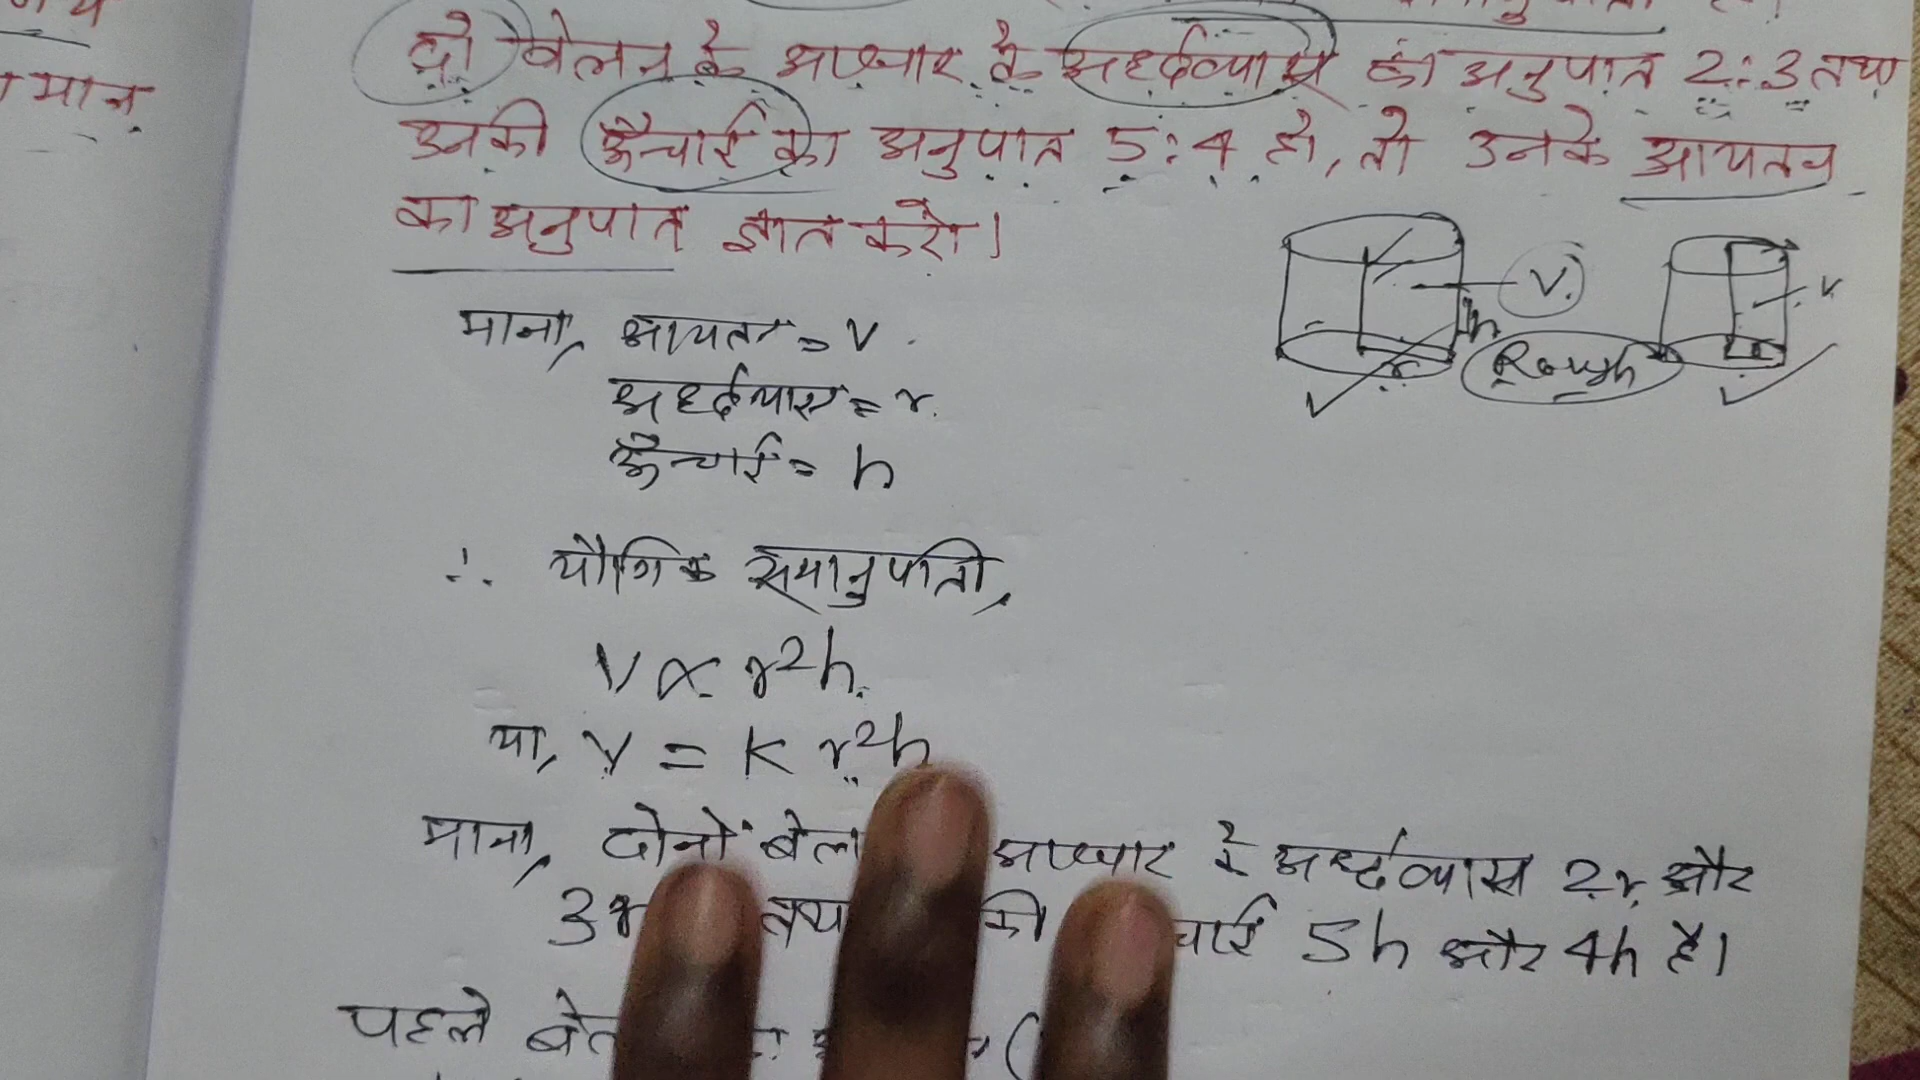 मान
दो बेलन के आधार के अर्द्धव्यास का अनुपात 2:3 तथा
उनकी ऊँचाई का अनुपात 5:4 हो, तो उनके आयतन
का अनुपात ज्ञात करो।
V
V
h
r
Rough
माना, आयतन = V
अर्द्धव्यास = r
ऊँचाई = h
∴ यौगिक समानुपाती,
V ∝ r²h
या, V = K r²h
माना, दोनों आधार के अर्द्धव्यास 2r और
3r की 5h और 4h है।
पहले